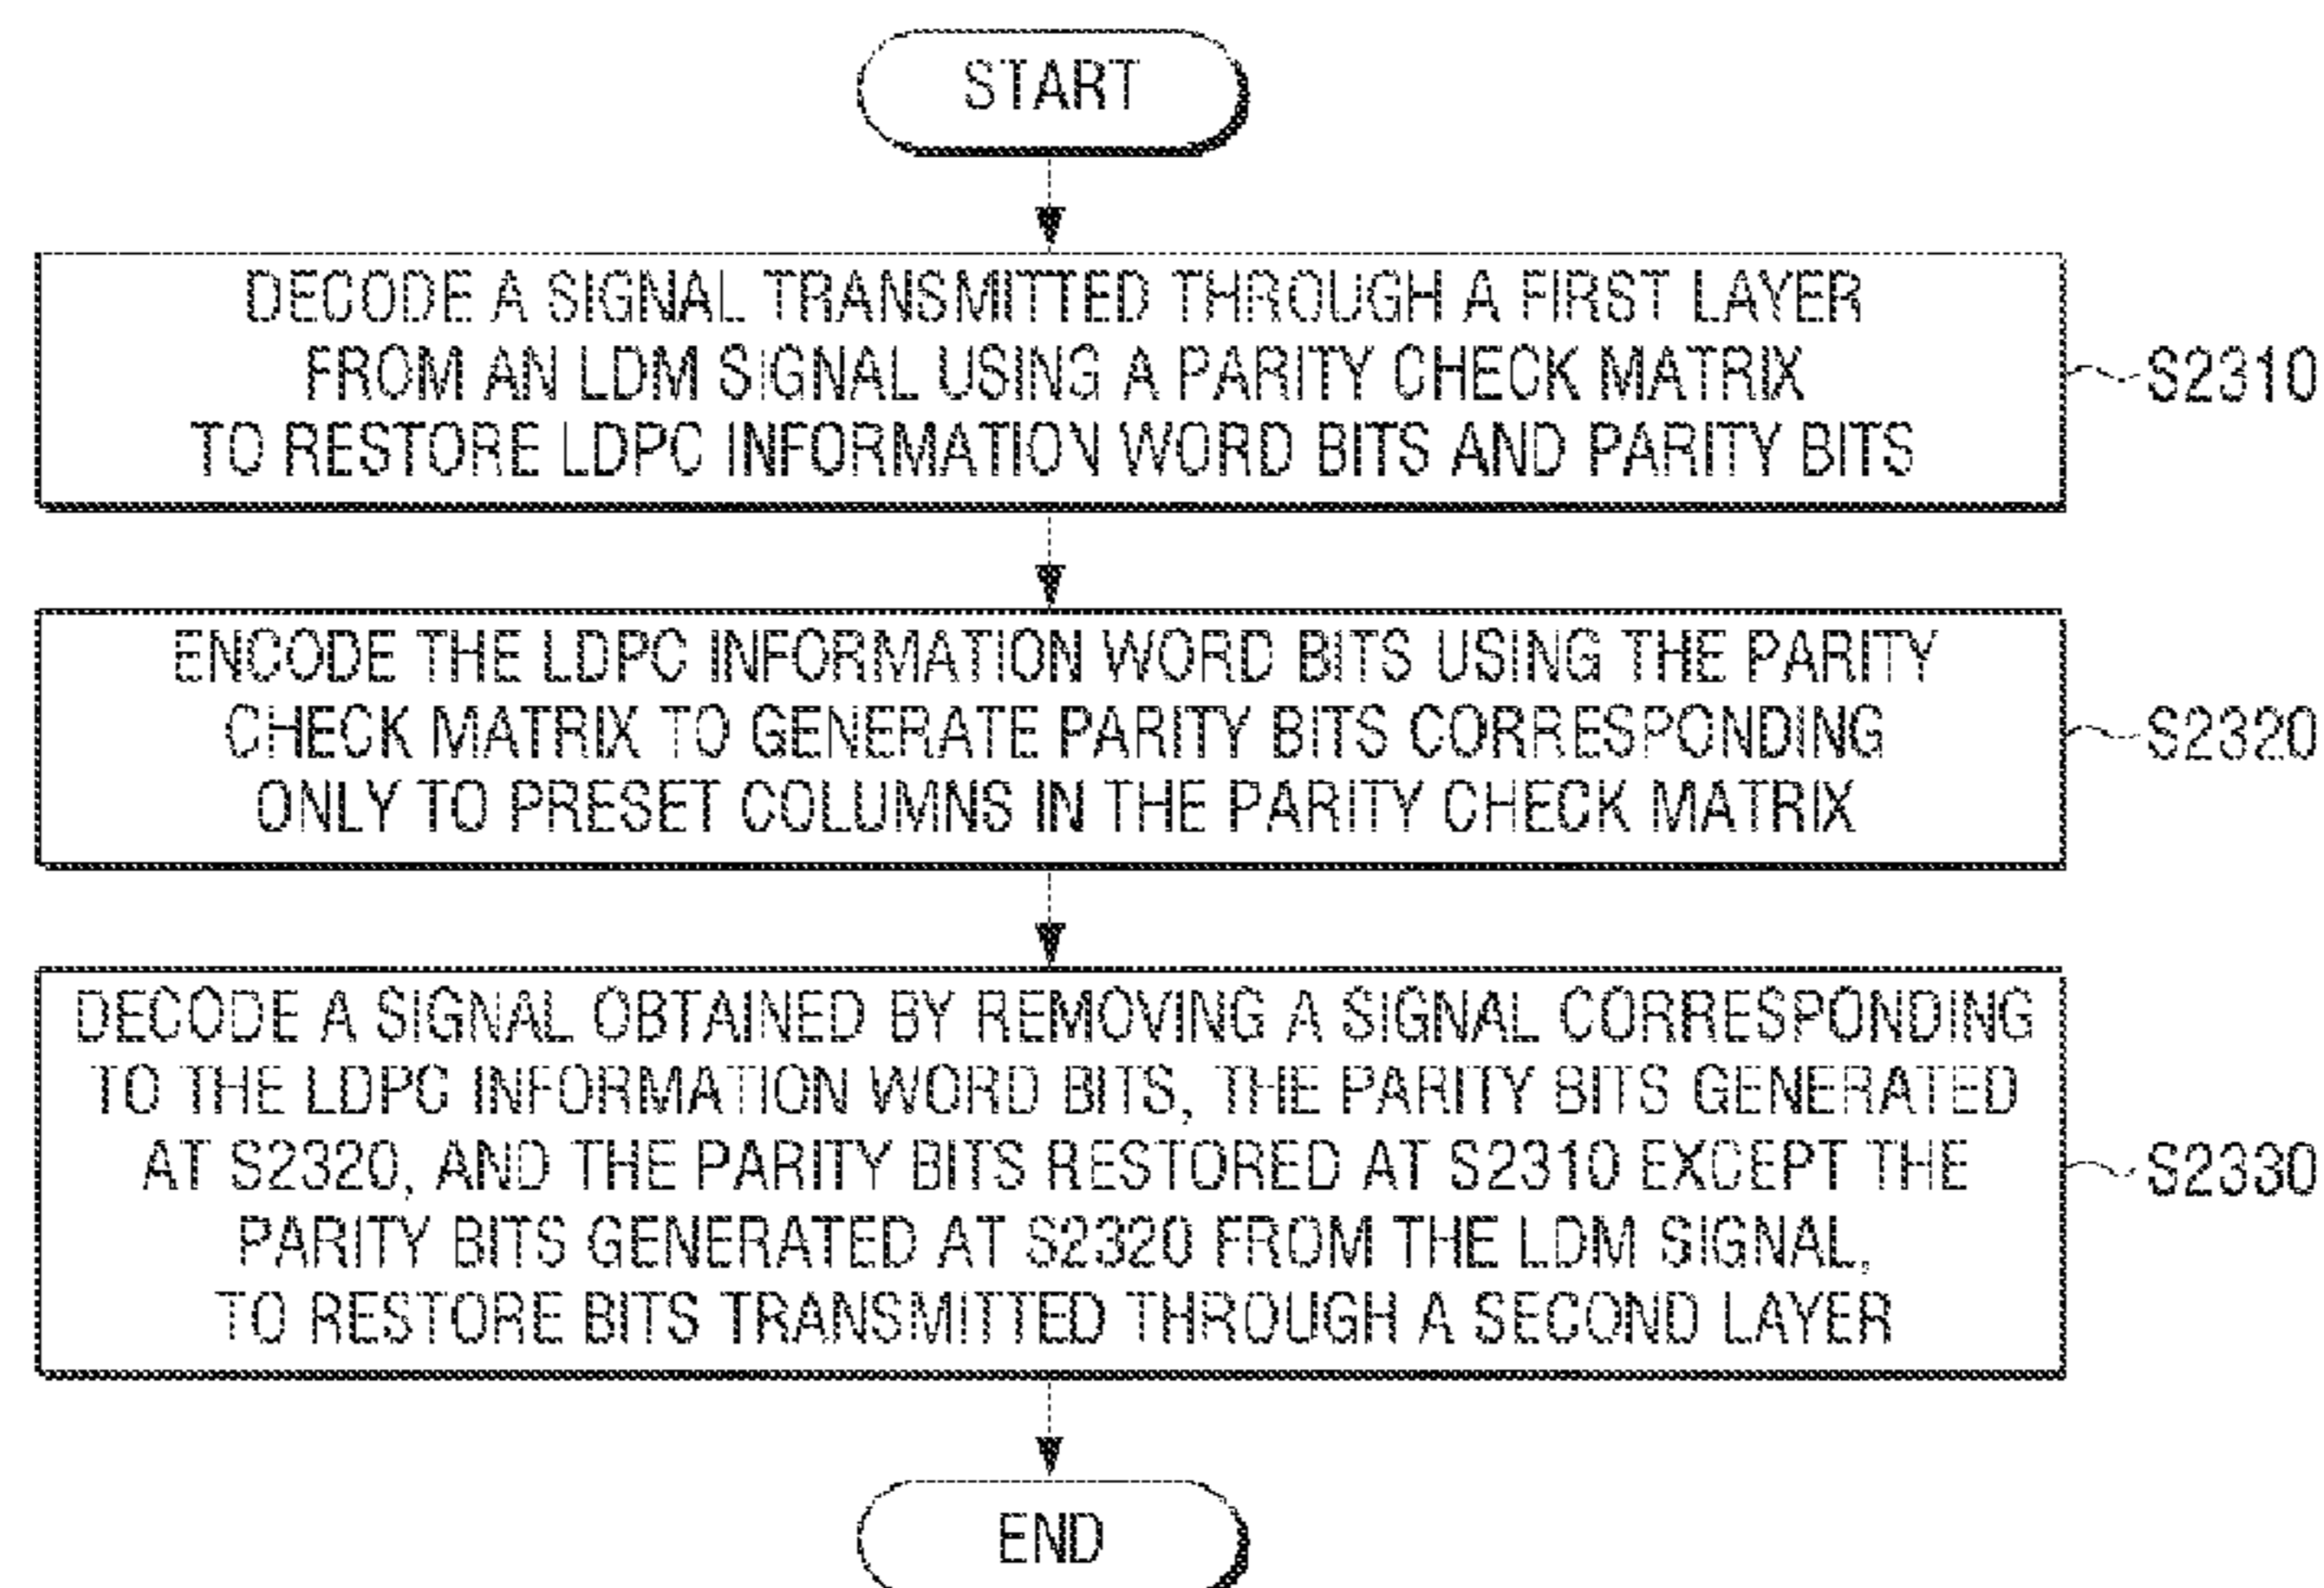 START
DECODE A SIGNAL TRANSMITTED THROUGH A FIRST LAYER
FROM AN LDM SIGNAL USING A PARITY CHECK MATRIX
TO RESTORE LDPC INFORMATION WORD BITS AND PARITY BITS
S2310
ENCODE THE LDPC INFORMATION WORD BITS USING THE PARITY
CHECK MATRIX TO GENERATE PARITY BITS CORRESPONDING
ONLY TO PRESET COLUMNS IN THE PARITY CHECK MATRIX
S2320
DECODE A SIGNAL OBTAINED BY REMOVING A SIGNAL CORRESPONDING
TO THE LDPC INFORMATION WORD BITS, THE PARITY BITS GENERATED
AT S2320, AND THE PARITY BITS RESTORED AT S2310 EXCEPT THE
PARITY BITS GENERATED AT S2320 FROM THE LDM SIGNAL,
TO RESTORE BITS TRANSMITTED THROUGH A SECOND LAYER
S2330
END